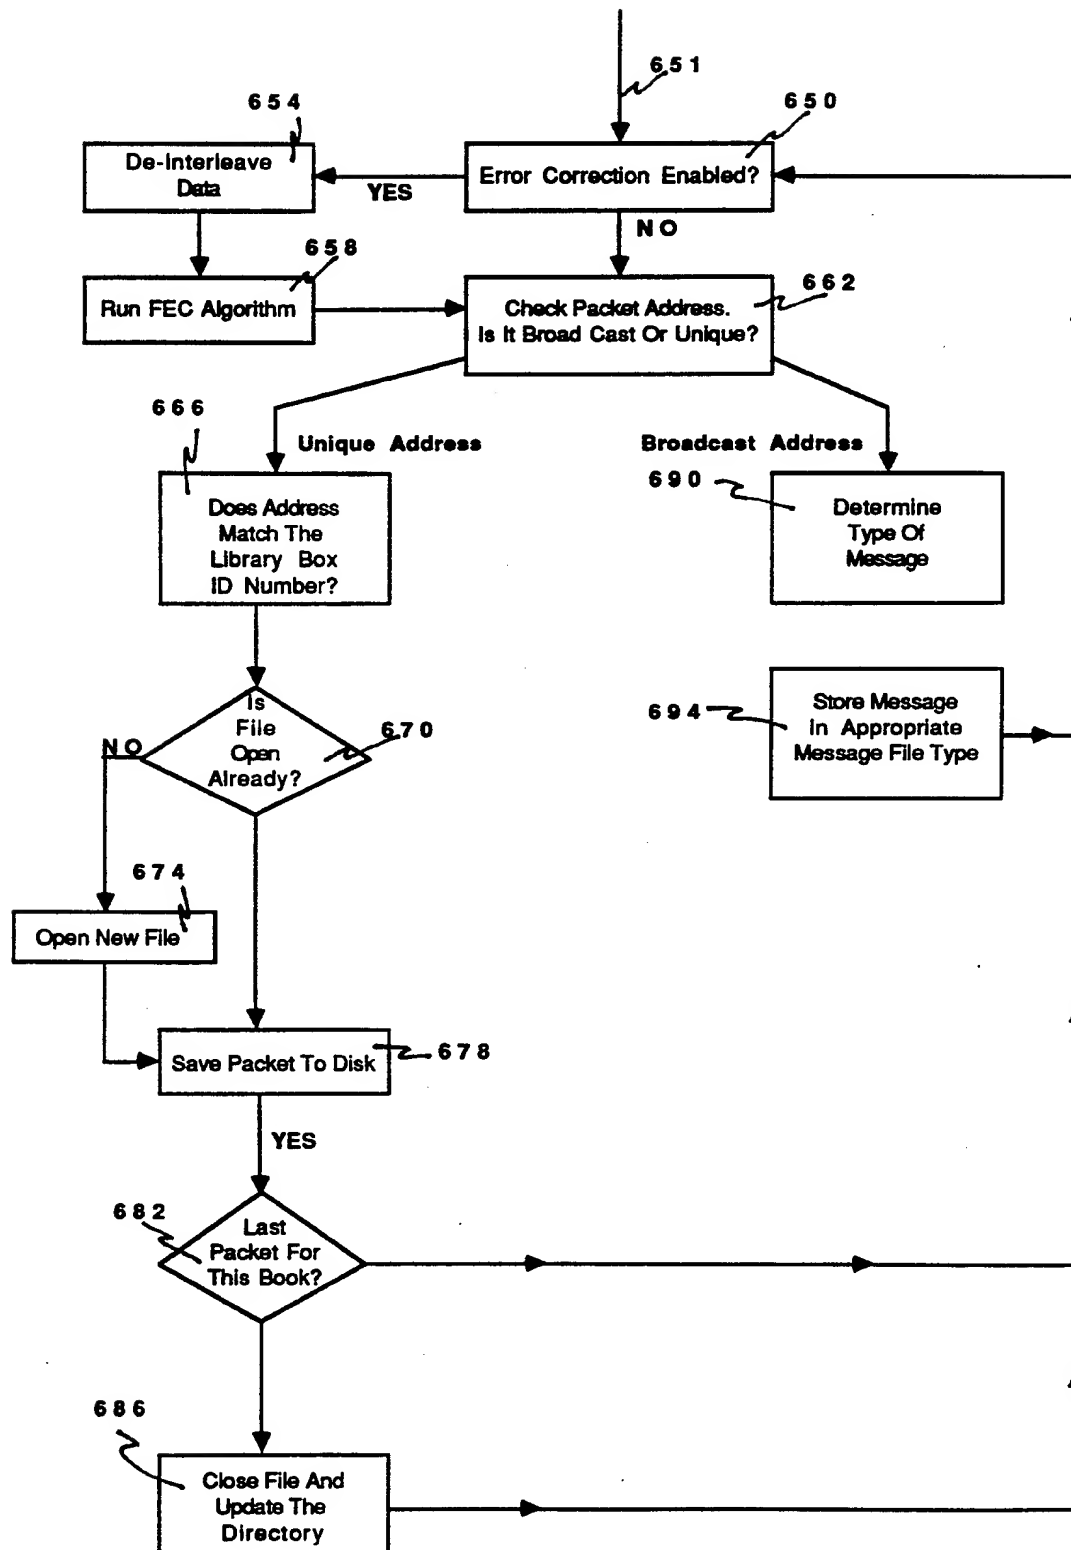 651
654
650
De-Interleave
Data
YES
Error Correction Enabled?
NO
658
662
Run FEC Algorithm
Check Packet Address.
Is It Broad Cast Or Unique?
666
Unique Address
Broadcast Address
690
Does Address
Match The
Library Box
ID Number?
Determine
Type Of
Message
Is
File
Open
Already?
670
NO
694
Store Message
In Appropriate
Message File Type
674
Open New File
Save Packet To Disk
678
YES
682
Last
Packet For
This Book?
686
Close File And
Update The
Directory